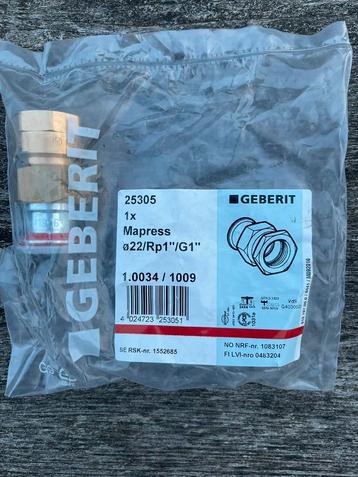 GEBERIT
25305
1x
Mapress
ø22/Rp1"/G1"
1.0034 / 1009
GEBERIT
4 024723 253051
SE RSK-nr. 1552685
NO NRF-nr. 1083107
FI LVI-nro 0483204